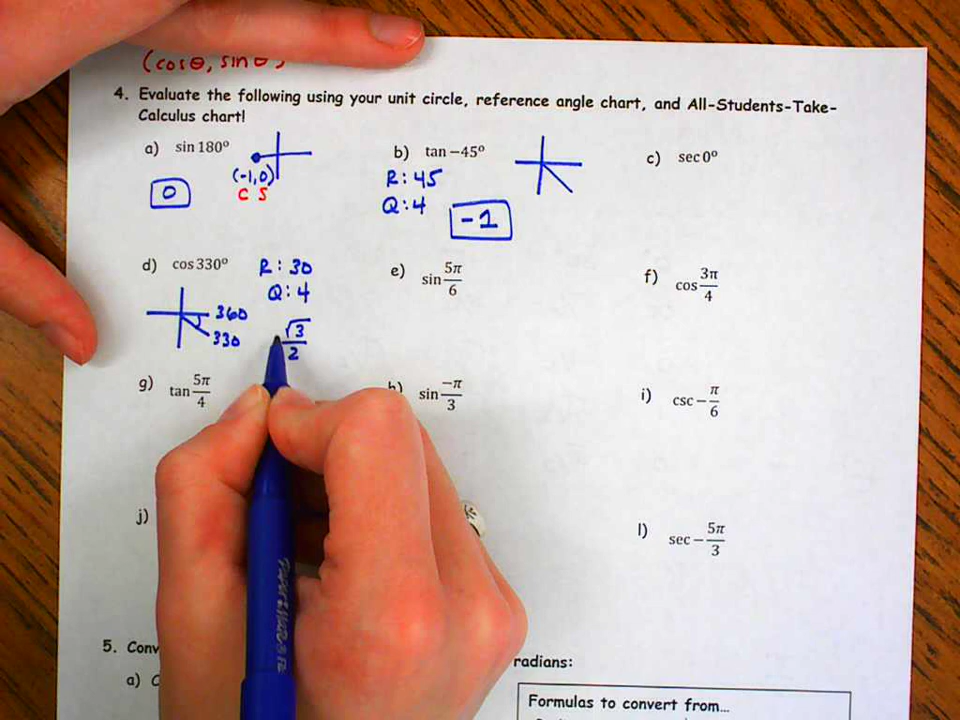 (cosθ, sinθ)
4. Evaluate the following using your unit circle, reference angle chart, and All-Students-Take-
Calculus chart!
a) sin 180°
(-1,0)
C S
0
b) tan −45°
R: 45
Q: 4
-1
c) sec 0°
d) cos 330°
R: 30
Q: 4
360
330
√3/2
e) sin 5π/6
f) cos 3π/4
g) tan 5π/4
h) sin −π/3
i) csc − π/6
j)
l) sec − 5π/3
5. Conv
radians:
a)
Formulas to convert from...